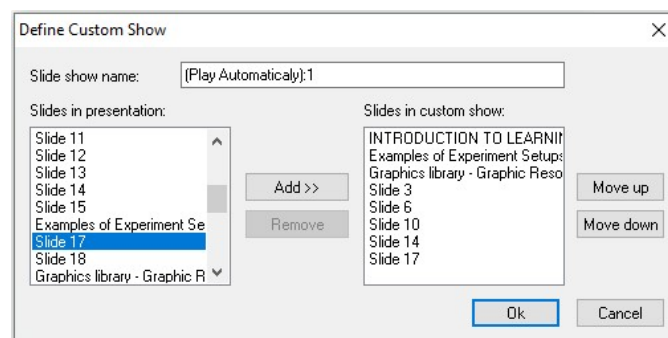 Define Custom Show
Slide show name:
(Play Automaticaly):1
Slides in presentation:
Slide 11
Slide 12
Slide 13
Slide 14
Slide 15
Examples of Experiment Se
Slide 17
Slide 18
Graphics library - Graphic R
Add >>
Remove
Slides in custom show:
INTRODUCTION TO LEARNIN
Examples of Experiment Setups
Graphics library - Graphic Reso
Slide 3
Slide 6
Slide 10
Slide 14
Slide 17
Move up
Move down
Ok
Cancel